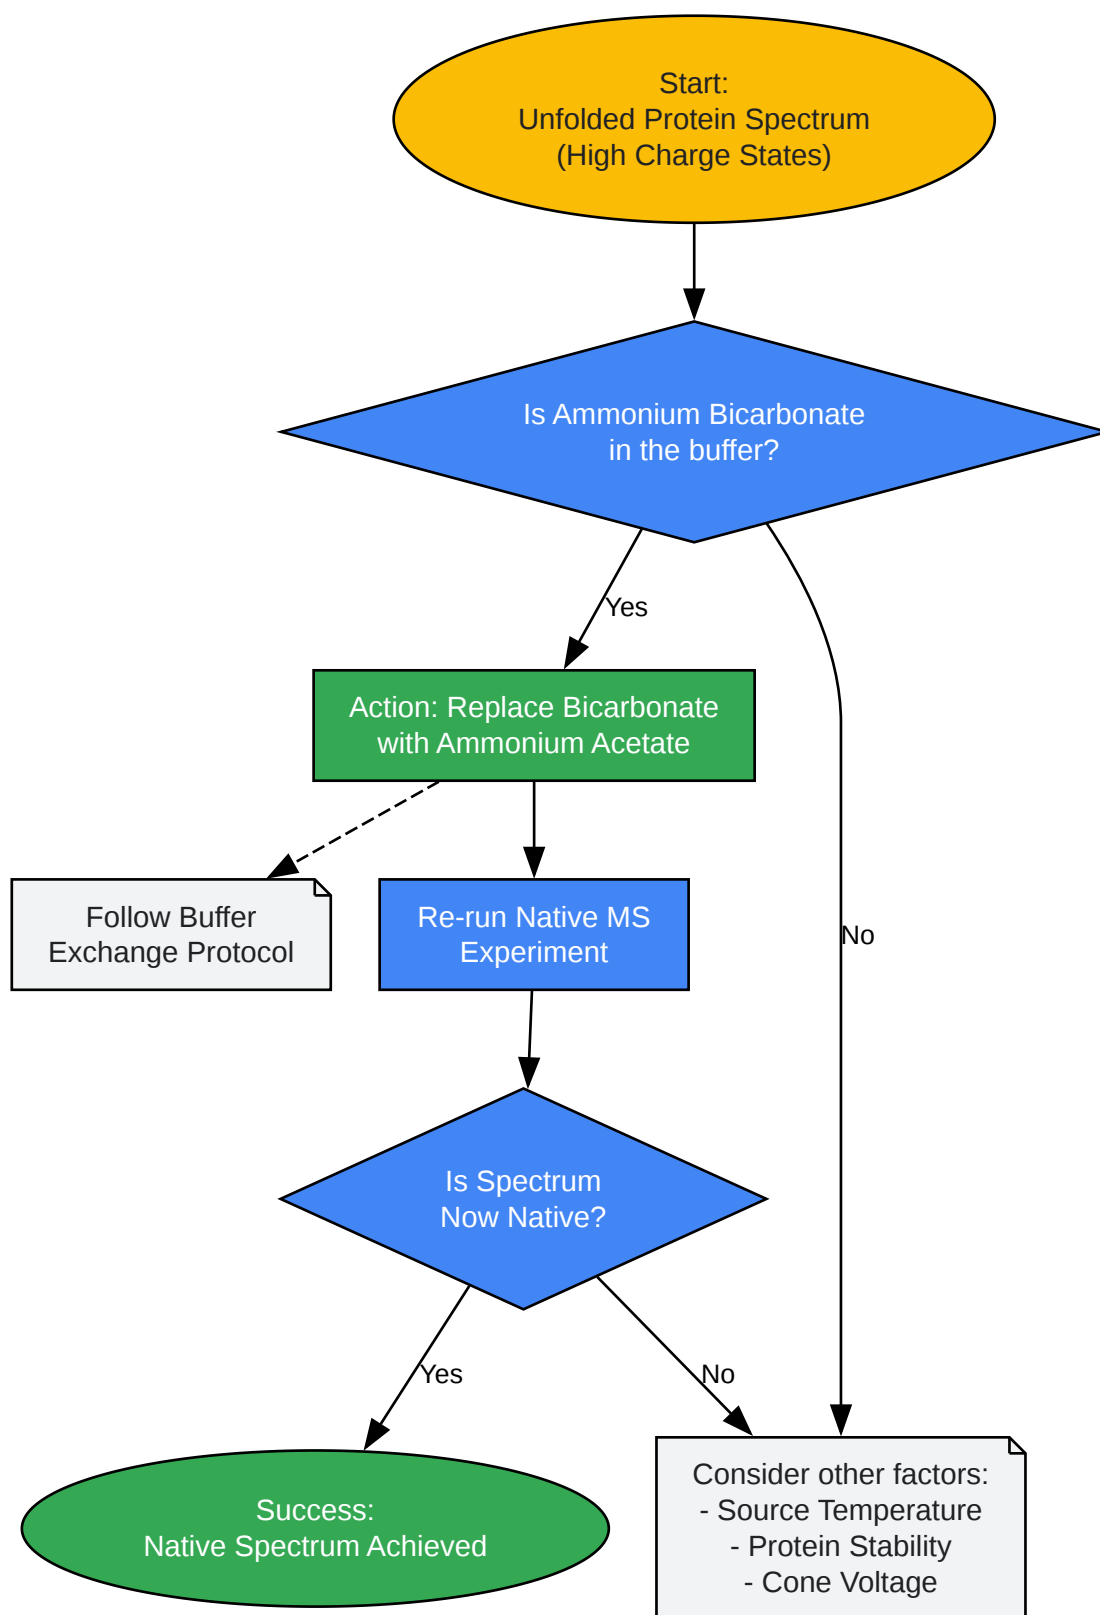 Start:
Unfolded Protein Spectrum
(High Charge States)
Is Ammonium Bicarbonate
in the buffer?
Yes
Action: Replace Bicarbonate
with Ammonium Acetate
Follow Buffer
Exchange Protocol
Re-run Native MS
Experiment
No
Is Spectrum
Now Native?
Yes
No
Success:
Native Spectrum Achieved
Consider other factors:
- Source Temperature
- Protein Stability
- Cone Voltage